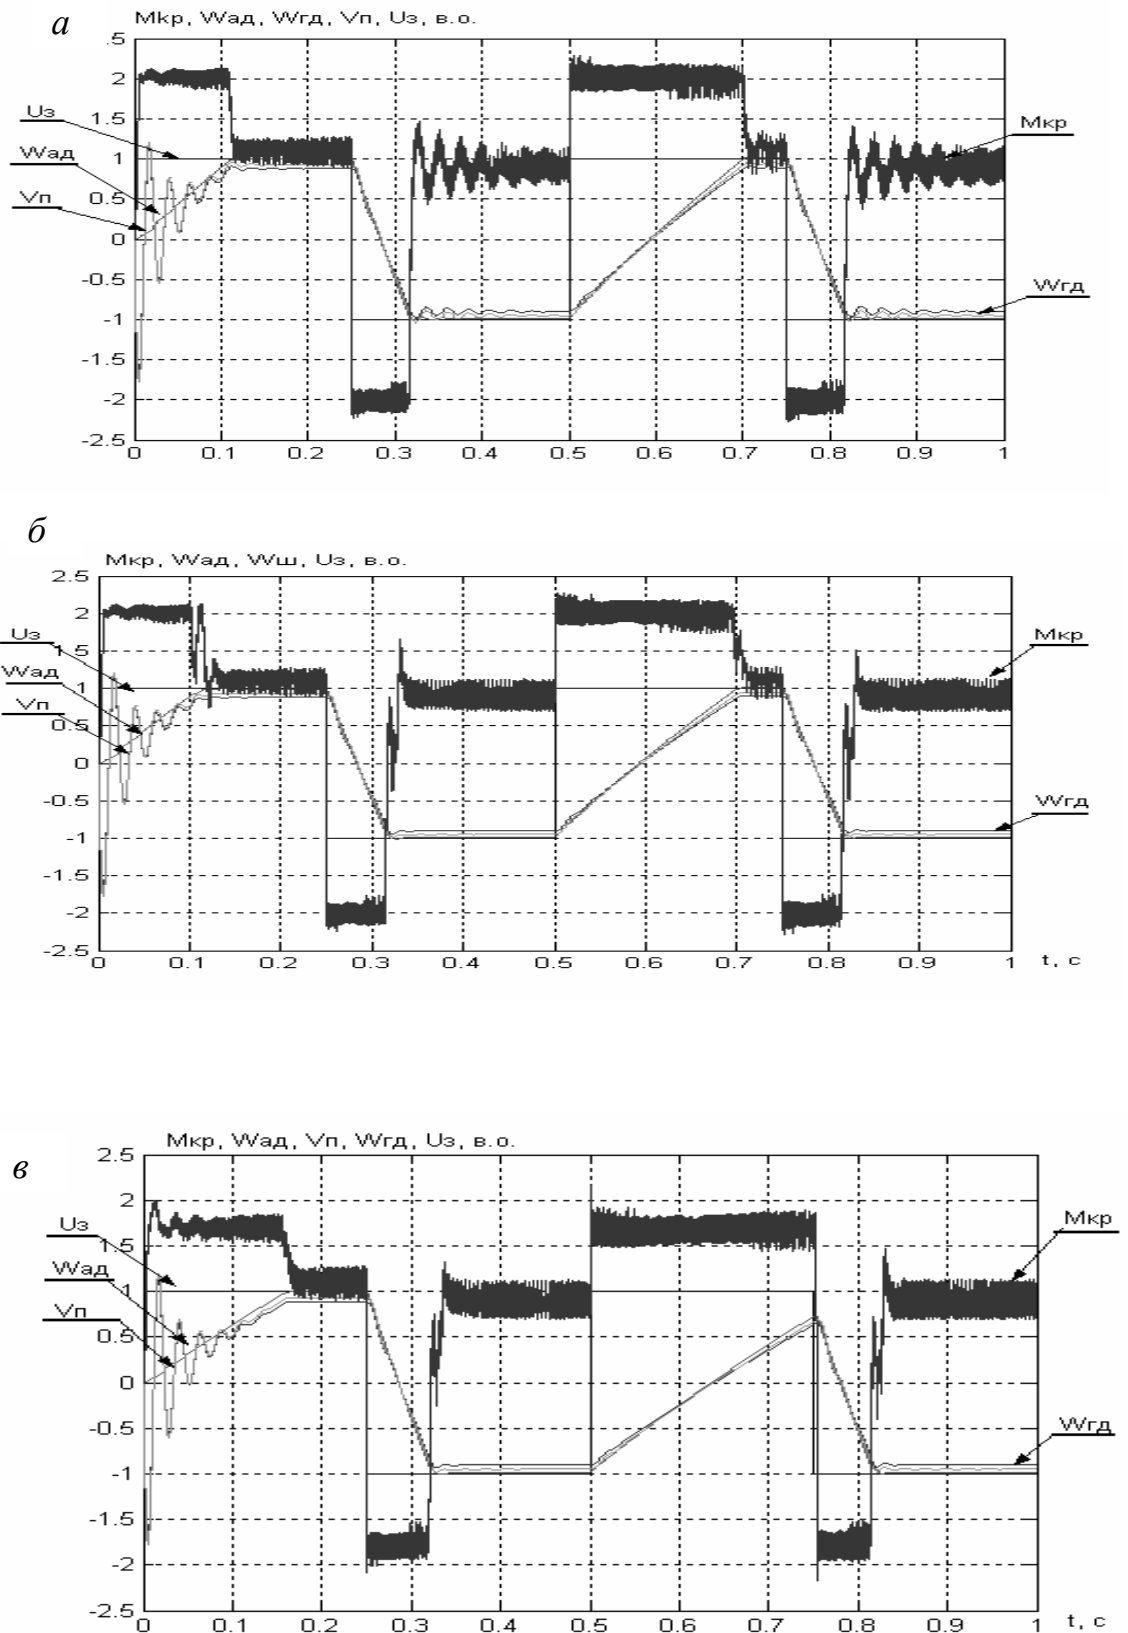 а
Мкр, Wад, Wгд, Vп, Uз, в.о.
.5
2
1.5
1
0.5
0
-0.5
-1
-1.5
-2
-2.5
Uз
Wад
Vп
Мкр
Wгд
0 0.1 0.2 0.3 0.4 0.5 0.6 0.7 0.8 0.9 1
б
Мкр, Wад, Wш, Uз, в.о.
2.5
2
1.5
1
0.5
0
-0.5
-1
-1.5
-2
-2.5
Uз
Wад
Vп
Мкр
Wгд
0 0.1 0.2 0.3 0.4 0.5 0.6 0.7 0.8 0.9 1 t, с
в
Мкр, Wад, Vп, Wгд, Uз, в.о.
2.5
2
1.5
1
0.5
0
-0.5
-1
-1.5
-2
-2.5
Uз
Wад
Vп
Мкр
Wгд
0 0.1 0.2 0.3 0.4 0.5 0.6 0.7 0.8 0.9 1 t, с